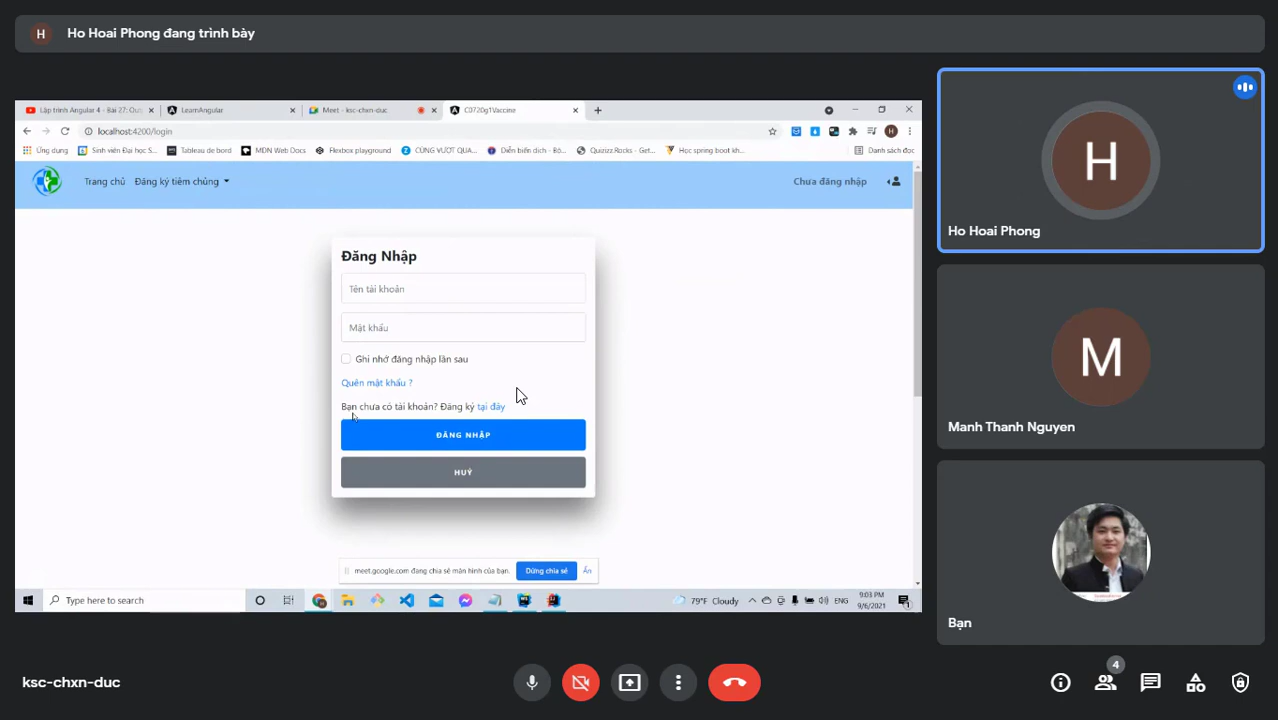 H Ho Hoai Phong đang trình bày
Lập trình Angular 4 - Bài 27: Out
LearnAngular
Meet - ksc-chxn-duc
C0720g1Vaccine
localhost:4200/login
H
Ứng dụng
Sinh viên Đại học S...
Tableau de bord
MDN Web Docs
Flexbox playground
CÙNG VƯỢT QUA...
Diễn biến dịch - Bô...
Quizizz.Rocks - Get...
Học spring boot kh...
Danh sách đọc
Trang chủ
Đăng ký tiêm chủng
Chưa đăng nhập
Đăng Nhập
Tên tài khoản
Mật khẩu
Ghi nhớ đăng nhập lần sau
Quên mật khẩu ?
Bạn chưa có tài khoản? Đăng ký tại đây
ĐĂNG NHẬP
HUỶ
meet.google.com đang chia sẻ màn hình của bạn.
Dừng chia sẻ
Ẩn
Type here to search
79°F Cloudy
ENG
9:03 PM
9/6/2021
1
H
Ho Hoai Phong
M
Manh Thanh Nguyen
Bạn
ksc-chxn-duc
4